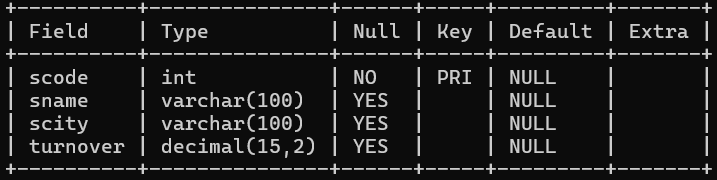 +----------+---------------+------+-----+---------+-------+
| Field    | Type          | Null | Key | Default | Extra |
+----------+---------------+------+-----+---------+-------+
| scode    | int           | NO   | PRI | NULL    |       |
| sname    | varchar(100)  | YES  |     | NULL    |       |
| scity    | varchar(100)  | YES  |     | NULL    |       |
| turnover | decimal(15,2) | YES  |     | NULL    |       |
+----------+---------------+------+-----+---------+-------+